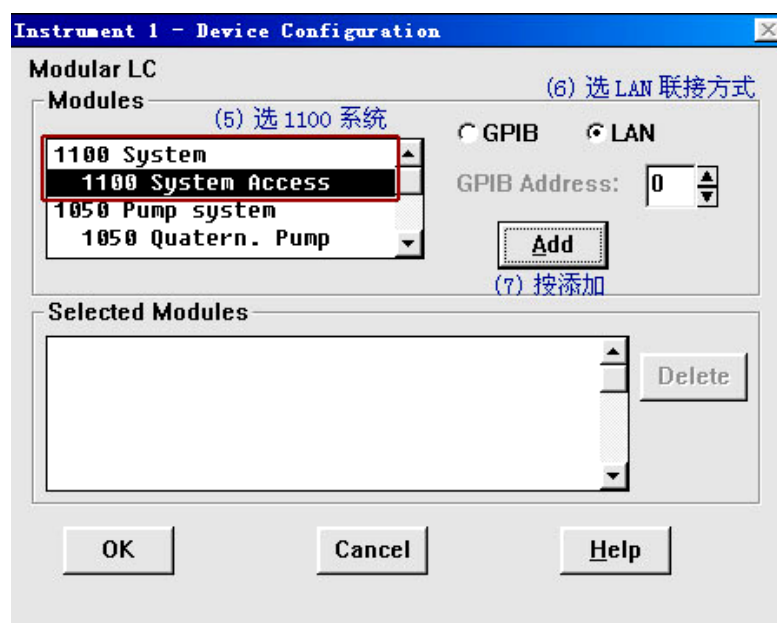 Instrument 1 - Device Configuration
Modular LC
(6) 选 LAN 联接方式
Modules
(5) 选 1100 系统
GPIB LAN
1100 System
1100 System Access
GPIB Address: 0
1050 Pump system
1050 Quatern. Pump
Add
(7) 按添加
Selected Modules
Delete
OK Cancel Help